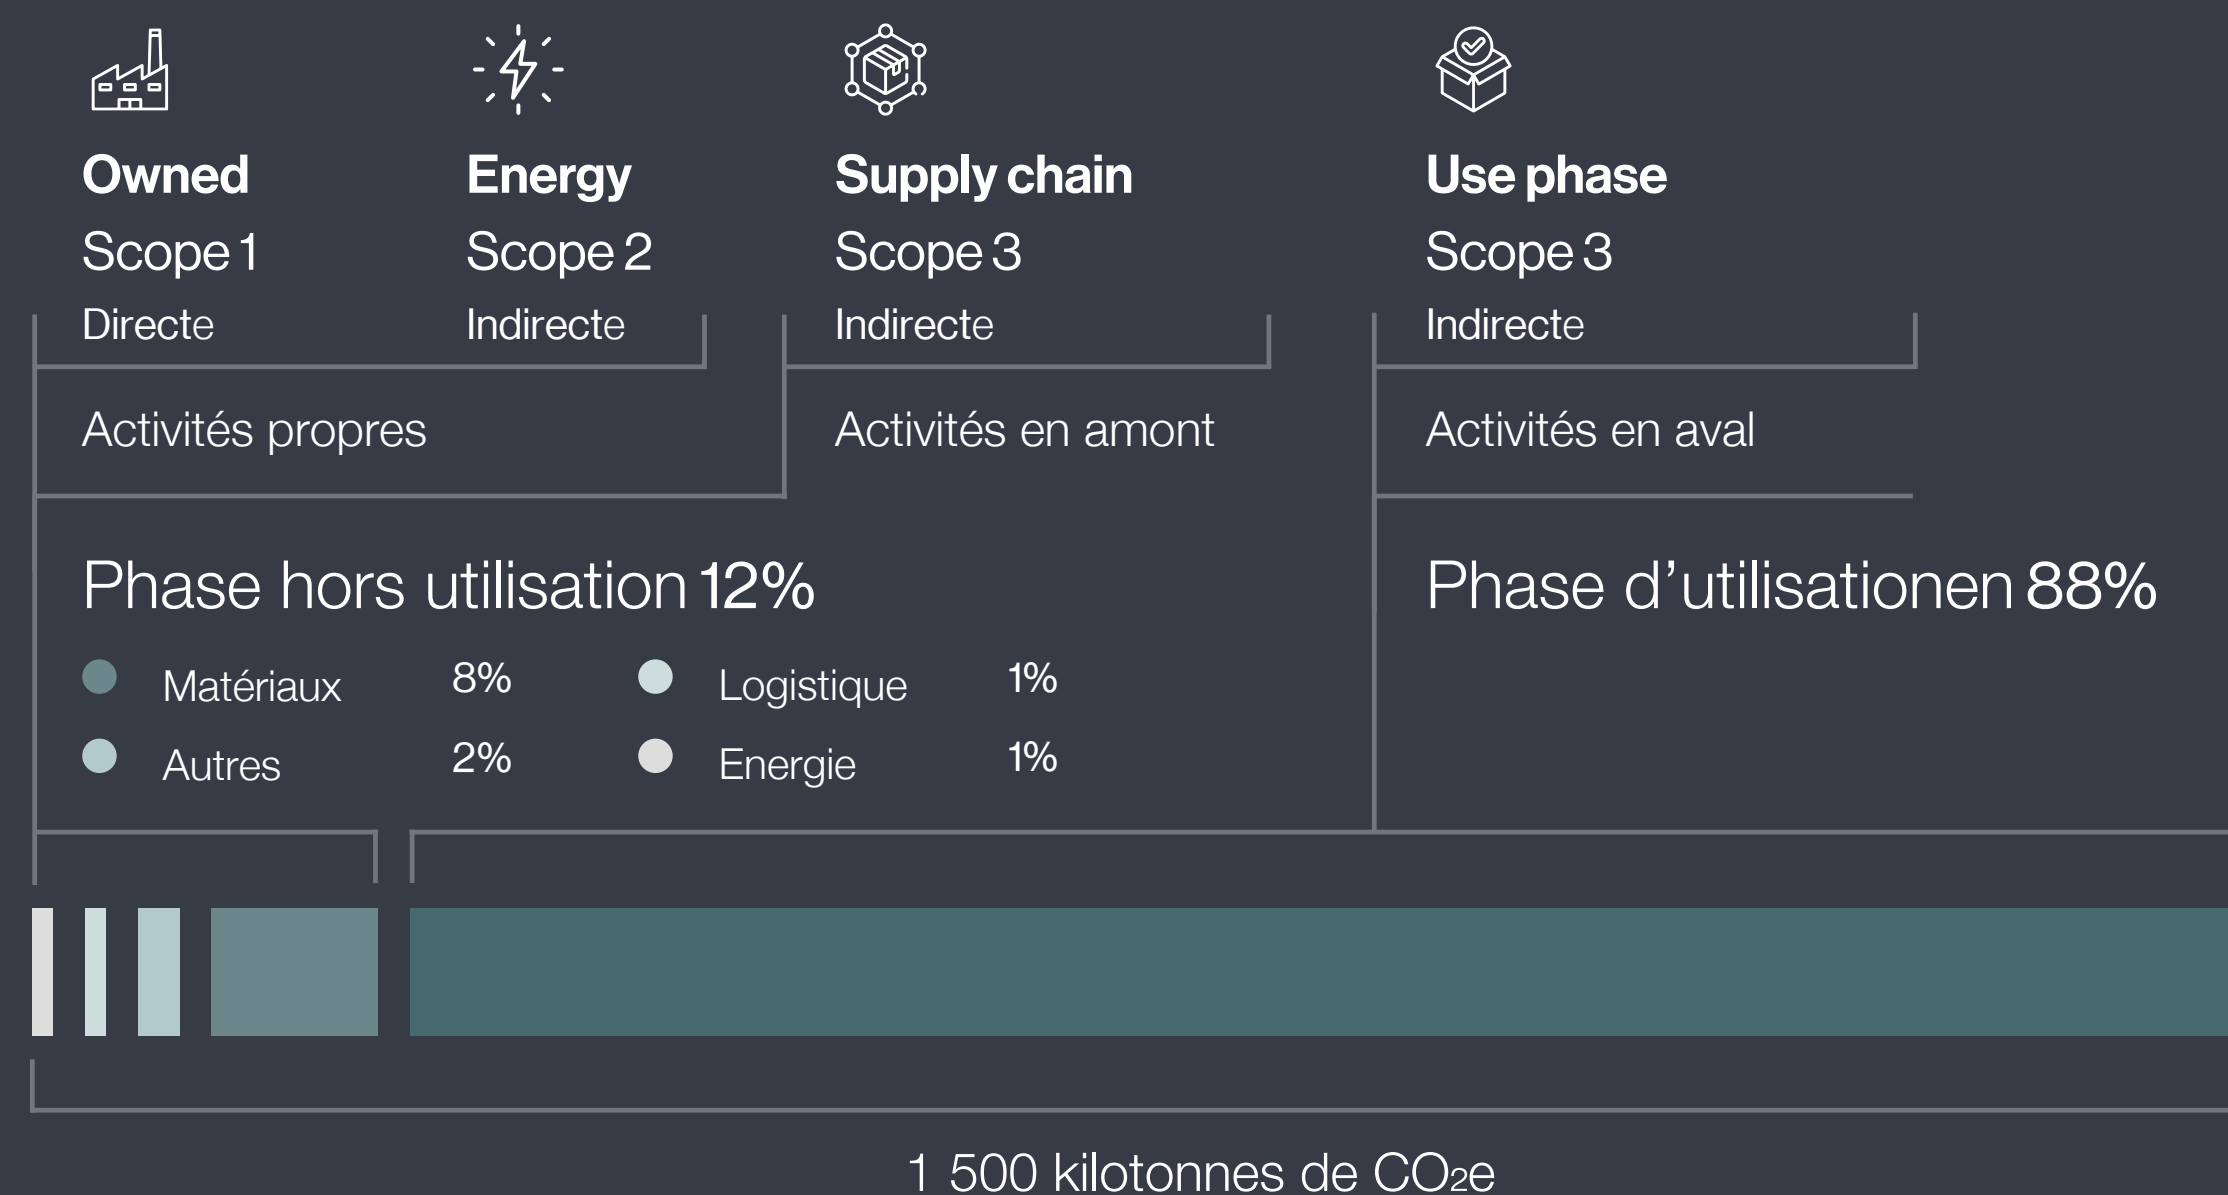 Owned
Scope 1
Directe
Energy
Scope 2
Indirecte
Supply chain
Scope 3
Indirecte
Use phase
Scope 3
Indirecte
Activités propres
Activités en amont
Activités en aval
Phase hors utilisation 12%
Matériaux 8%
Logistique 1%
Autres 2%
Energie 1%
Phase d’utilisationen 88%
1 500 kilotonnes de CO₂e